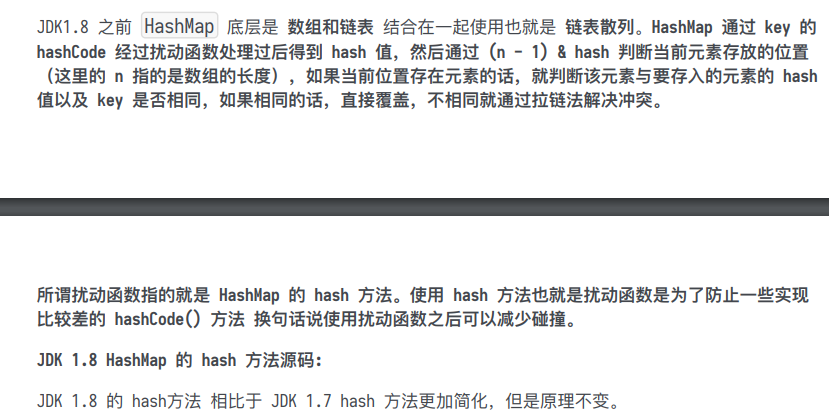 JDK1.8 之前 HashMap 底层是 数组和链表 结合在一起使用也就是 链表散列。HashMap 通过 key 的
hashCode 经过扰动函数处理过后得到 hash 值，然后通过 (n - 1) & hash 判断当前元素存放的位置
（这里的 n 指的是数组的长度），如果当前位置存在元素的话，就判断该元素与要存入的元素的 hash
值以及 key 是否相同，如果相同的话，直接覆盖，不相同就通过拉链法解决冲突。
所谓扰动函数指的就是 HashMap 的 hash 方法。使用 hash 方法也就是扰动函数是为了防止一些实现
比较差的 hashCode() 方法 换句话说使用扰动函数之后可以减少碰撞。
JDK 1.8 HashMap 的 hash 方法源码:
JDK 1.8 的 hash方法 相比于 JDK 1.7 hash 方法更加简化，但是原理不变。